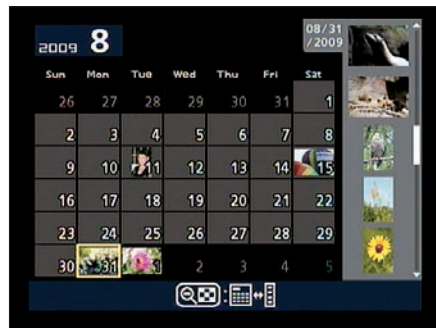 2009 8
08/31
/2009
Sun Mon Tue Wed Thu Fri Sat
26 27 28 29 30 31 1
2 3 4 5 6 7 8
9 10 11 12 13 14 15
16 17 18 19 20 21 22
23 24 25 26 27 28 29
30 31 1 2 3 4 5
: ↔